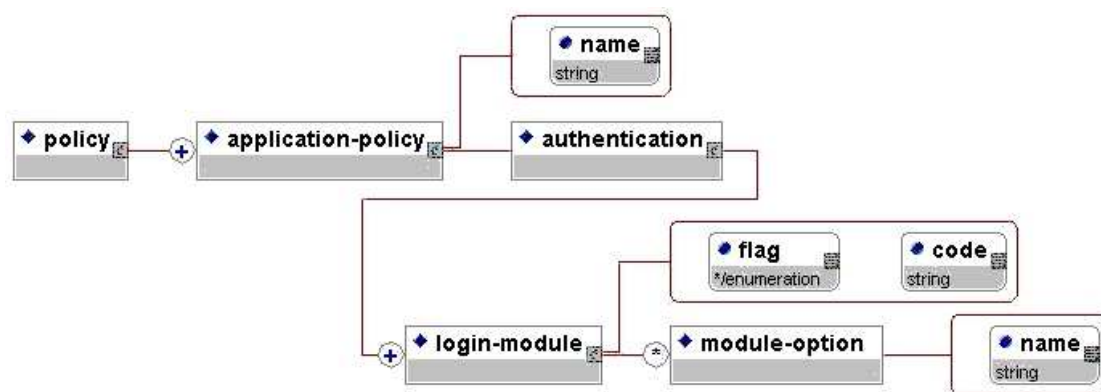 name
string
policy
+
application-policy
authentication
flag
*/enumeration
code
string
+
login-module
*
module-option
name
string